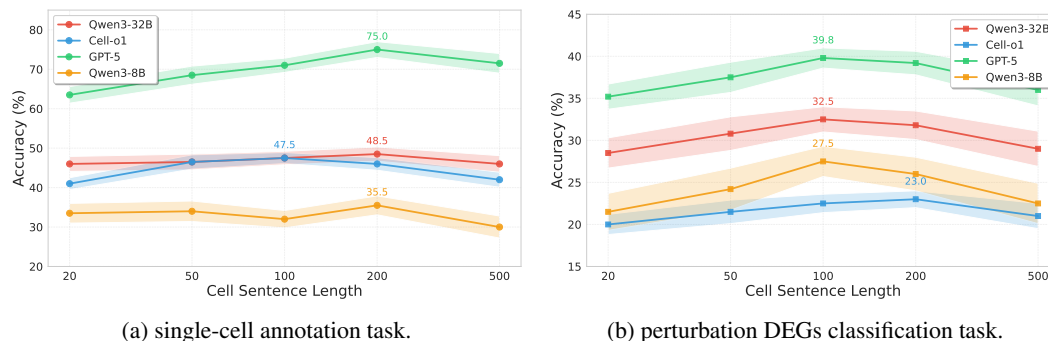 Qwen3-32B
Cell-o1
GPT-5
Qwen3-8B
80
70
60
50
40
30
20
Accuracy (%)
75.0
47.5
48.5
35.5
20
50
100
200
500
Cell Sentence Length
(a) single-cell annotation task.
Qwen3-32B
Cell-o1
GPT-5
Qwen3-8B
45
40
35
30
25
20
15
Accuracy (%)
39.8
32.5
27.5
23.0
20
50
100
200
500
Cell Sentence Length
(b) perturbation DEGs classification task.